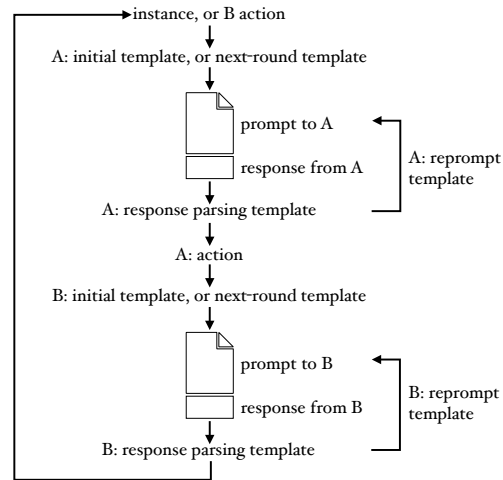 instance, or B action
A: initial template, or next-round template
prompt to A
response from A
A: reprompt
template
A: response parsing template
A: action
B: initial template, or next-round template
prompt to B
response from B
B: reprompt
template
B: response parsing template